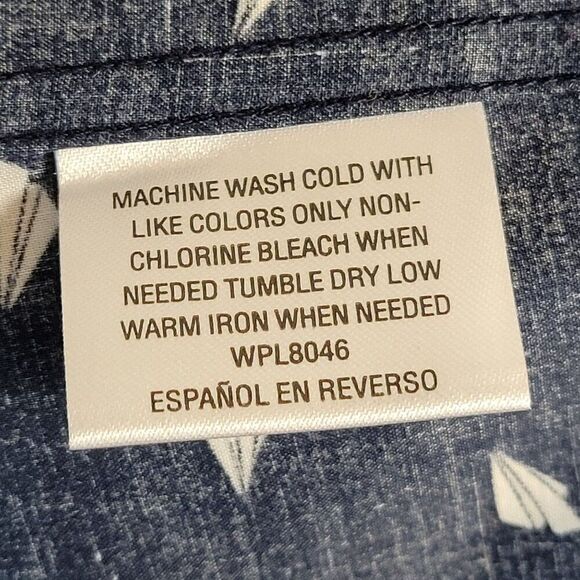 MACHINE WASH COLD WITH
LIKE COLORS ONLY NON-
CHLORINE BLEACH WHEN
NEEDED TUMBLE DRY LOW
WARM IRON WHEN NEEDED
WPL8046
ESPAÑOL EN REVERSO